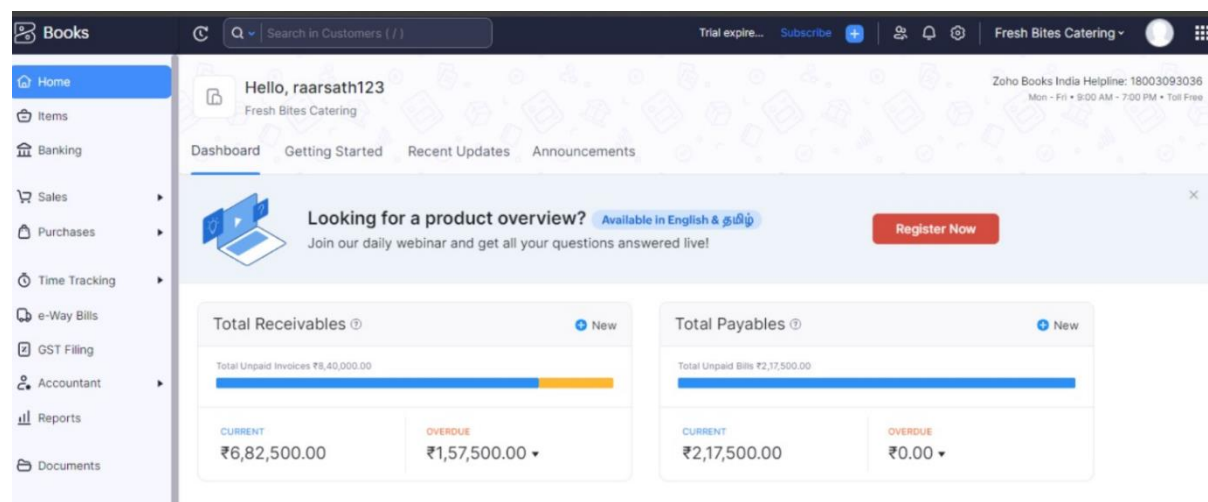 Books
Search in Customers ( / )
Trial expire... Subscribe
Fresh Bites Catering
Home
Items
Banking
Sales
Purchases
Time Tracking
e-Way Bills
GST Filing
Accountant
Reports
Documents
Hello, raarsath123
Fresh Bites Catering
Zoho Books India Helpline: 18003093036
Mon - Fri • 9:00 AM - 7:00 PM • Toll Free
Dashboard Getting Started Recent Updates Announcements
Looking for a product overview? Available in English & தமிழ்
Join our daily webinar and get all your questions answered live!
Register Now
Total Receivables
New
Total Unpaid Invoices ₹8,40,000.00
CURRENT
₹6,82,500.00
OVERDUE
₹1,57,500.00
Total Payables
New
Total Unpaid Bills ₹2,17,500.00
CURRENT
₹2,17,500.00
OVERDUE
₹0.00